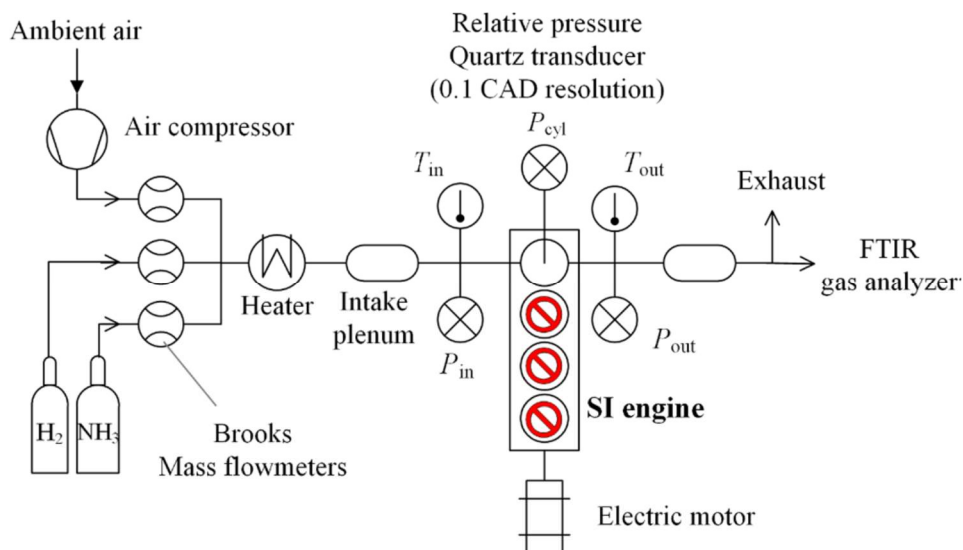 Ambient air
Air compressor
Relative pressure
Quartz transducer
(0.1 CAD resolution)
P_cyl
T_in
T_out
Exhaust
FTIR
gas analyzer
Heater
Intake
plenum
P_in
P_out
SI engine
H₂
NH₃
Brooks
Mass flowmeters
Electric motor